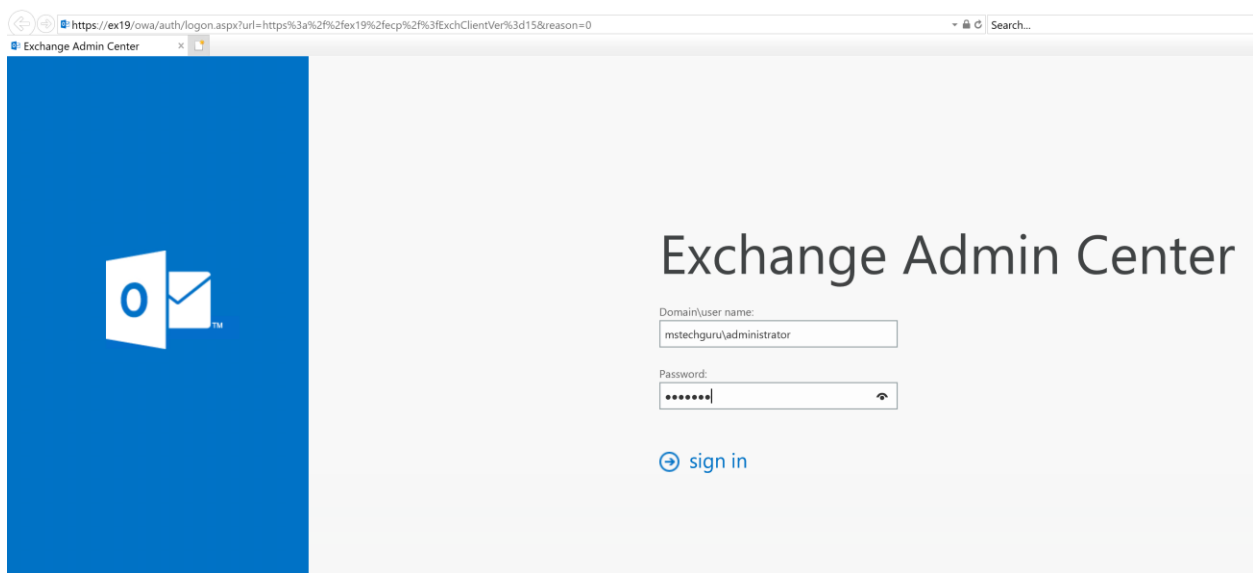 https://ex19/owa/auth/logon.aspx?url=https%3a%2f%2fex19%2fecp%2f%3fExchClientVer%3d15&reason=0
Search...
Exchange Admin Center
Exchange Admin Center
O
TM
Domain\user name:
mstechguru\administrator
Password:
•••••••
sign in